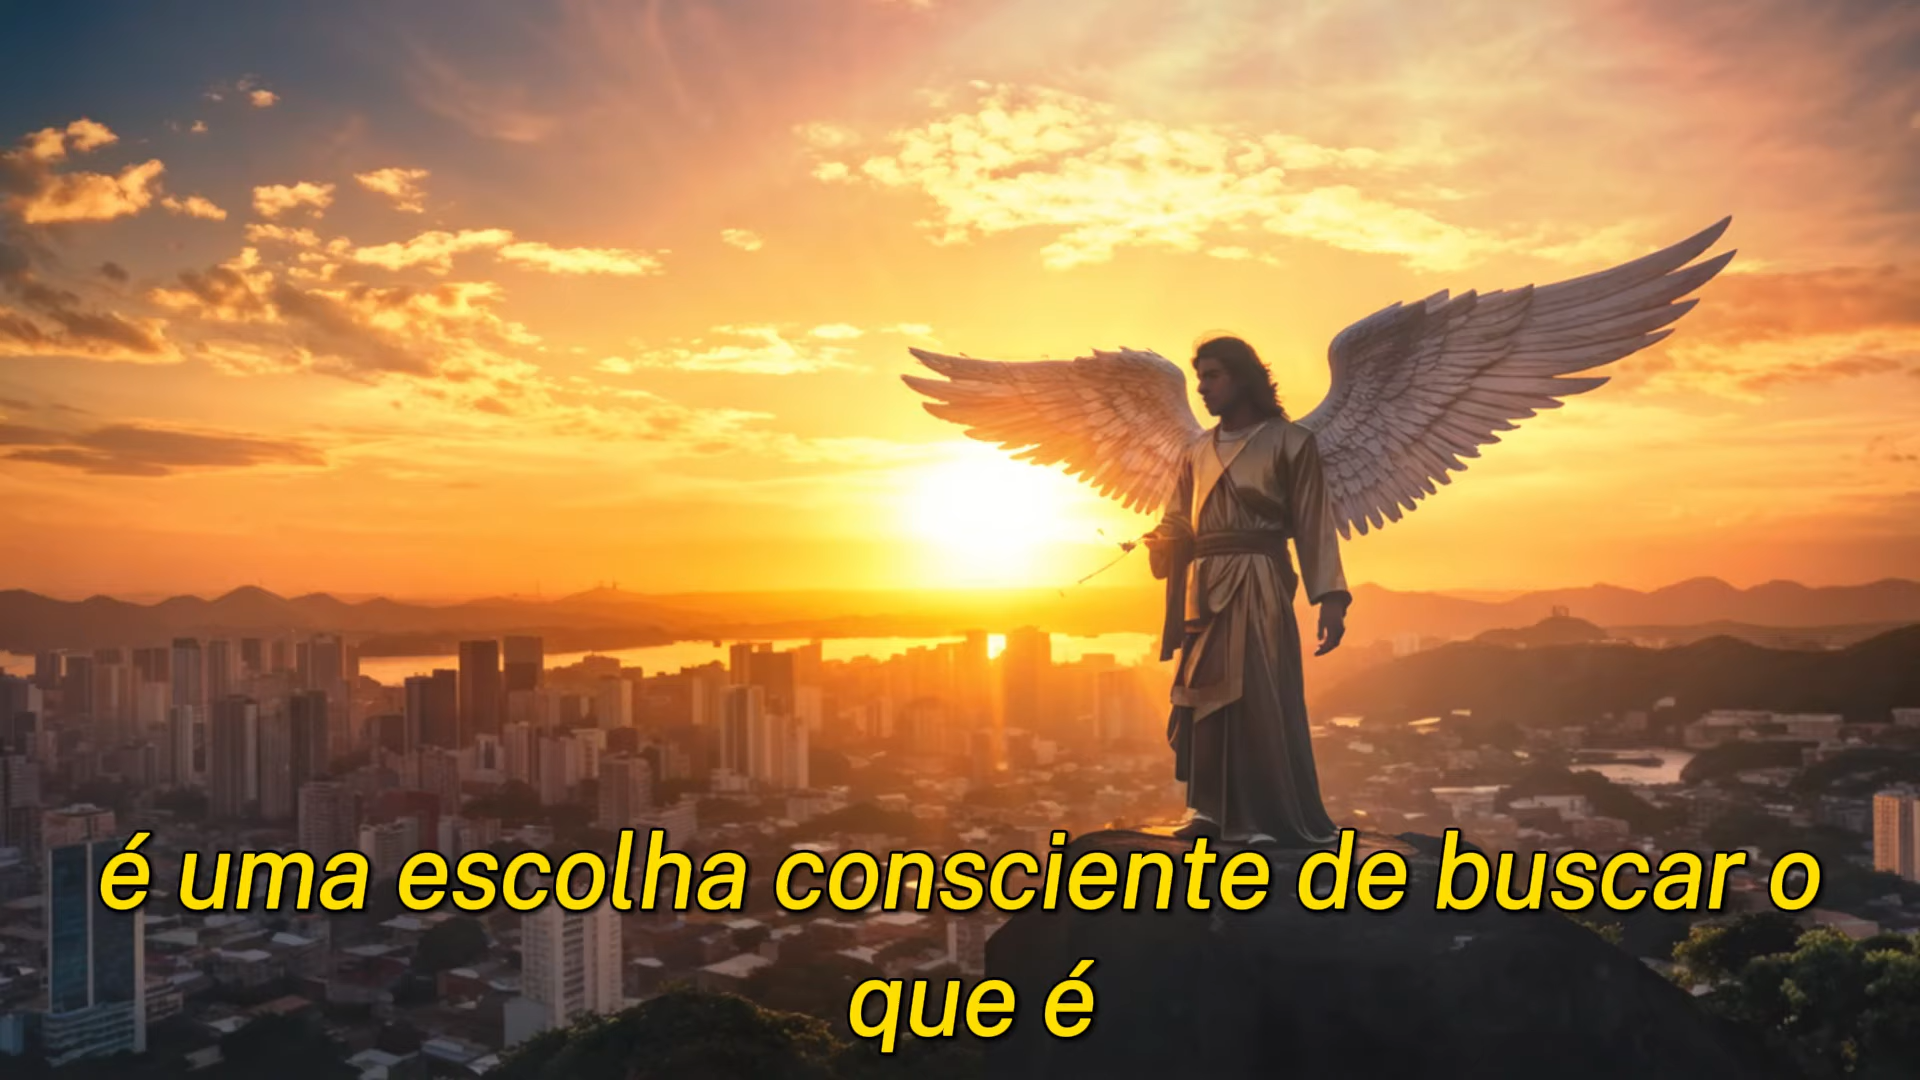 é uma escolha consciente de buscar o
que é